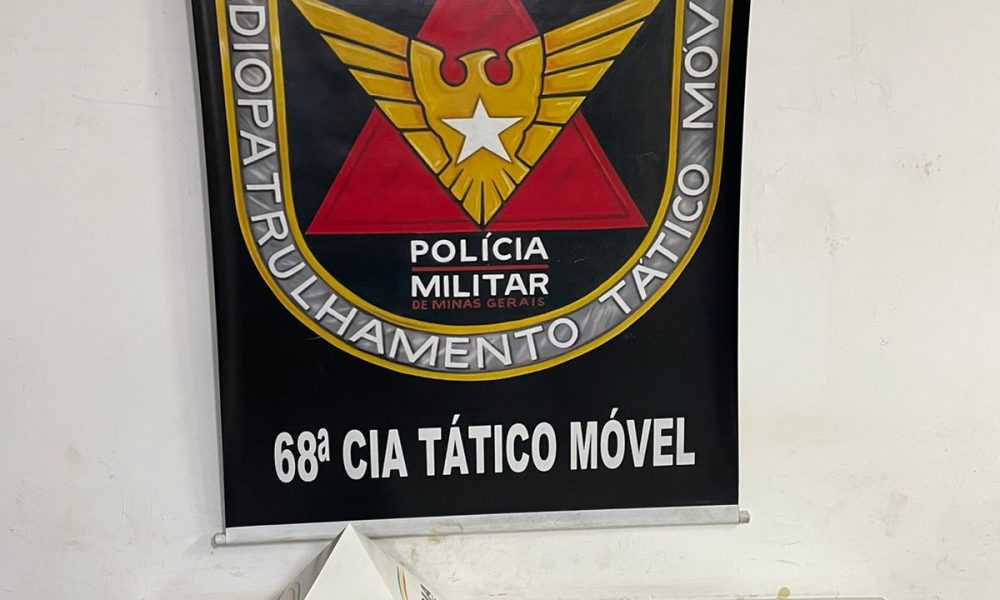 DIOPATRULHAMENTO TÁTICO MÓV
POLÍCIA
MILITAR
DE MINAS GERAIS
68ª CIA TÁTICO MÓVEL